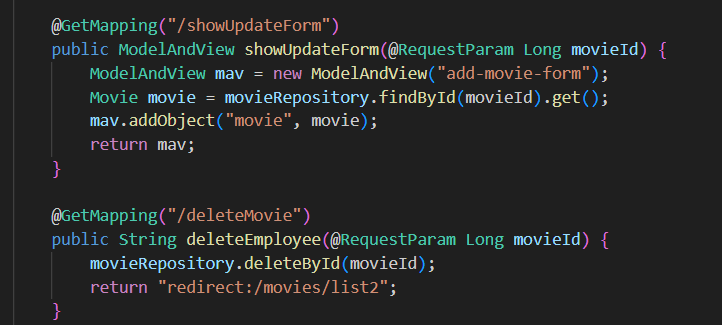 @GetMapping("/showUpdateForm")
public ModelAndView showUpdateForm(@RequestParam Long movieId) {
    ModelAndView mav = new ModelAndView("add-movie-form");
    Movie movie = movieRepository.findById(movieId).get();
    mav.addObject("movie", movie);
    return mav;
}

@GetMapping("/deleteMovie")
public String deleteEmployee(@RequestParam Long movieId) {
    movieRepository.deleteById(movieId);
    return "redirect:/movies/list2";
}